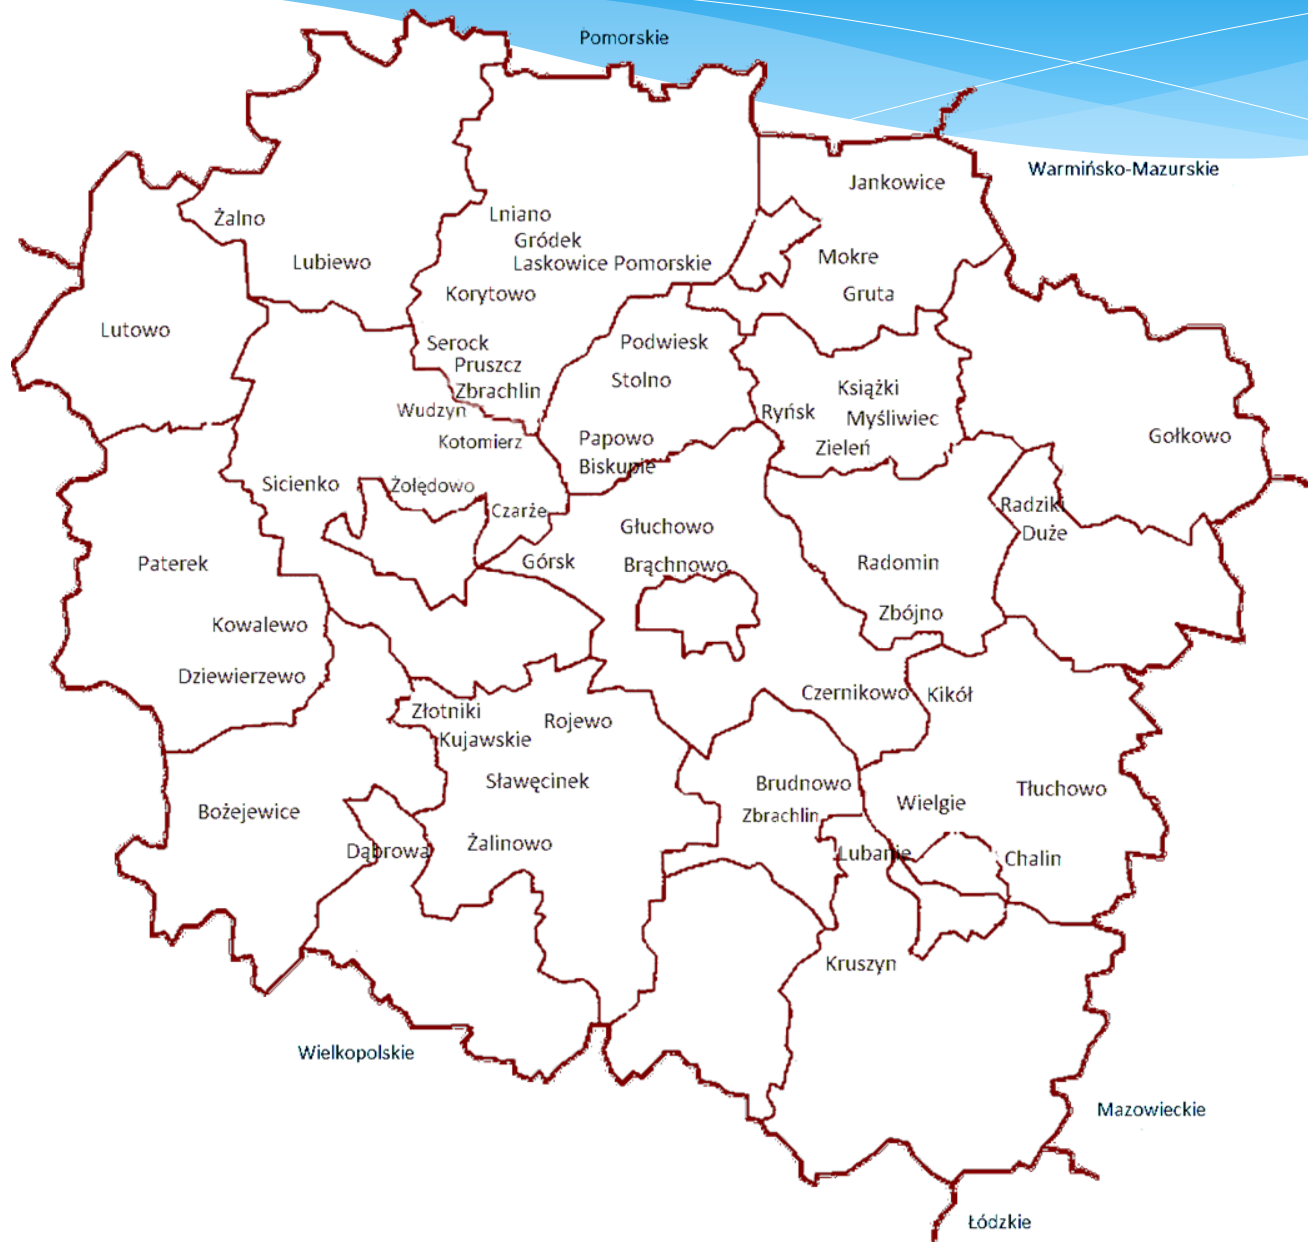 Pomorskie
Warmińsko-Mazurskie
Jankowice
Żalno
Lniano
Gródek
Laskowice Pomorskie
Lubiewo
Mokre
Korytowo
Gruta
Lutowo
Serock
Podwiesk
Pruszcz
Stolno
Zbrachlin
Książki
Wudzyn
Ryńsk
Myśliwiec
Kotomierz
Papowo
Biskupie
Zieleń
Gołkowo
Sicienko
Żołędowo
Czarże
Radziki
Duże
Głuchowo
Górsk
Brąchnowo
Paterek
Radomin
Kowalewo
Zbójno
Dziewierzewo
Czernikowo
Kikół
Złotniki
Kujawskie
Rojewo
Sławęcinek
Brudnowo
Tłuchowo
Bożejewice
Zbrachlin
Wielgie
Dąbrowa
Żalinowo
Lubanie
Chalin
Kruszyn
Wielkopolskie
Mazowieckie
Łódzkie